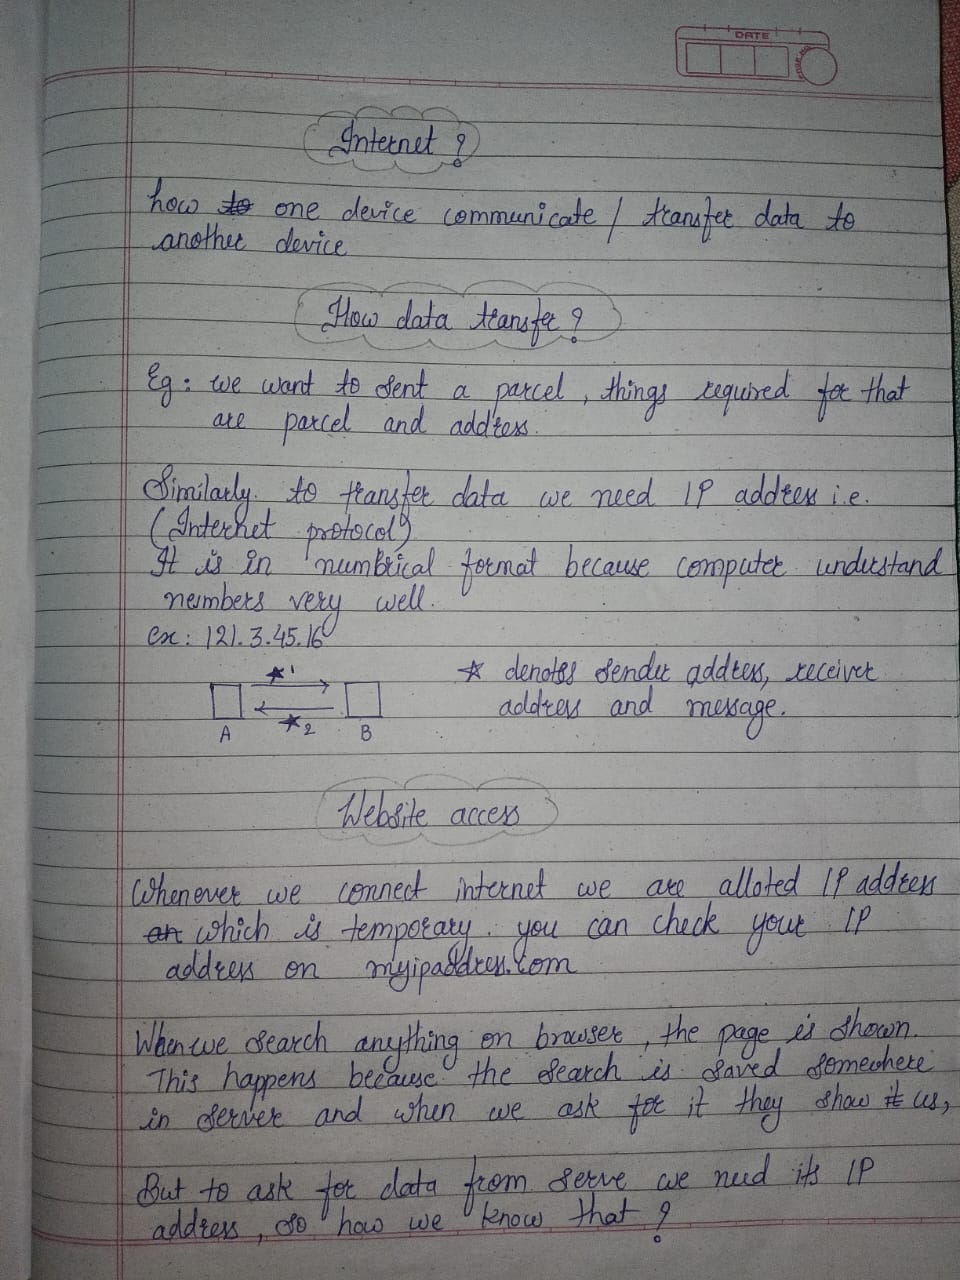 DATE
PAGE NO.
Internet ?
how to one device communicate / transfer data to
another device
How data transfer ?
Eg : we want to sent a parcel, things required for that
are parcel and address.
Similarly. to transfer data we need IP address i.e.
(Internet protocol)
It is in numbrical format because computer understand
numbers very well.
ex: 121.3.45.16
★1
★ denotes sender address, receiver
address and message.
★2
A B
Website access
Whenever we connect internet we are alloted IP address
an which is temporary. you can check your IP
address on myipaddress.com
When we search anything on browser, the page is shown.
This happens because the search is saved somewhere
in server and when we ask for it they show it us,
But to ask for data from serve we need its IP
address, so how we know that ?